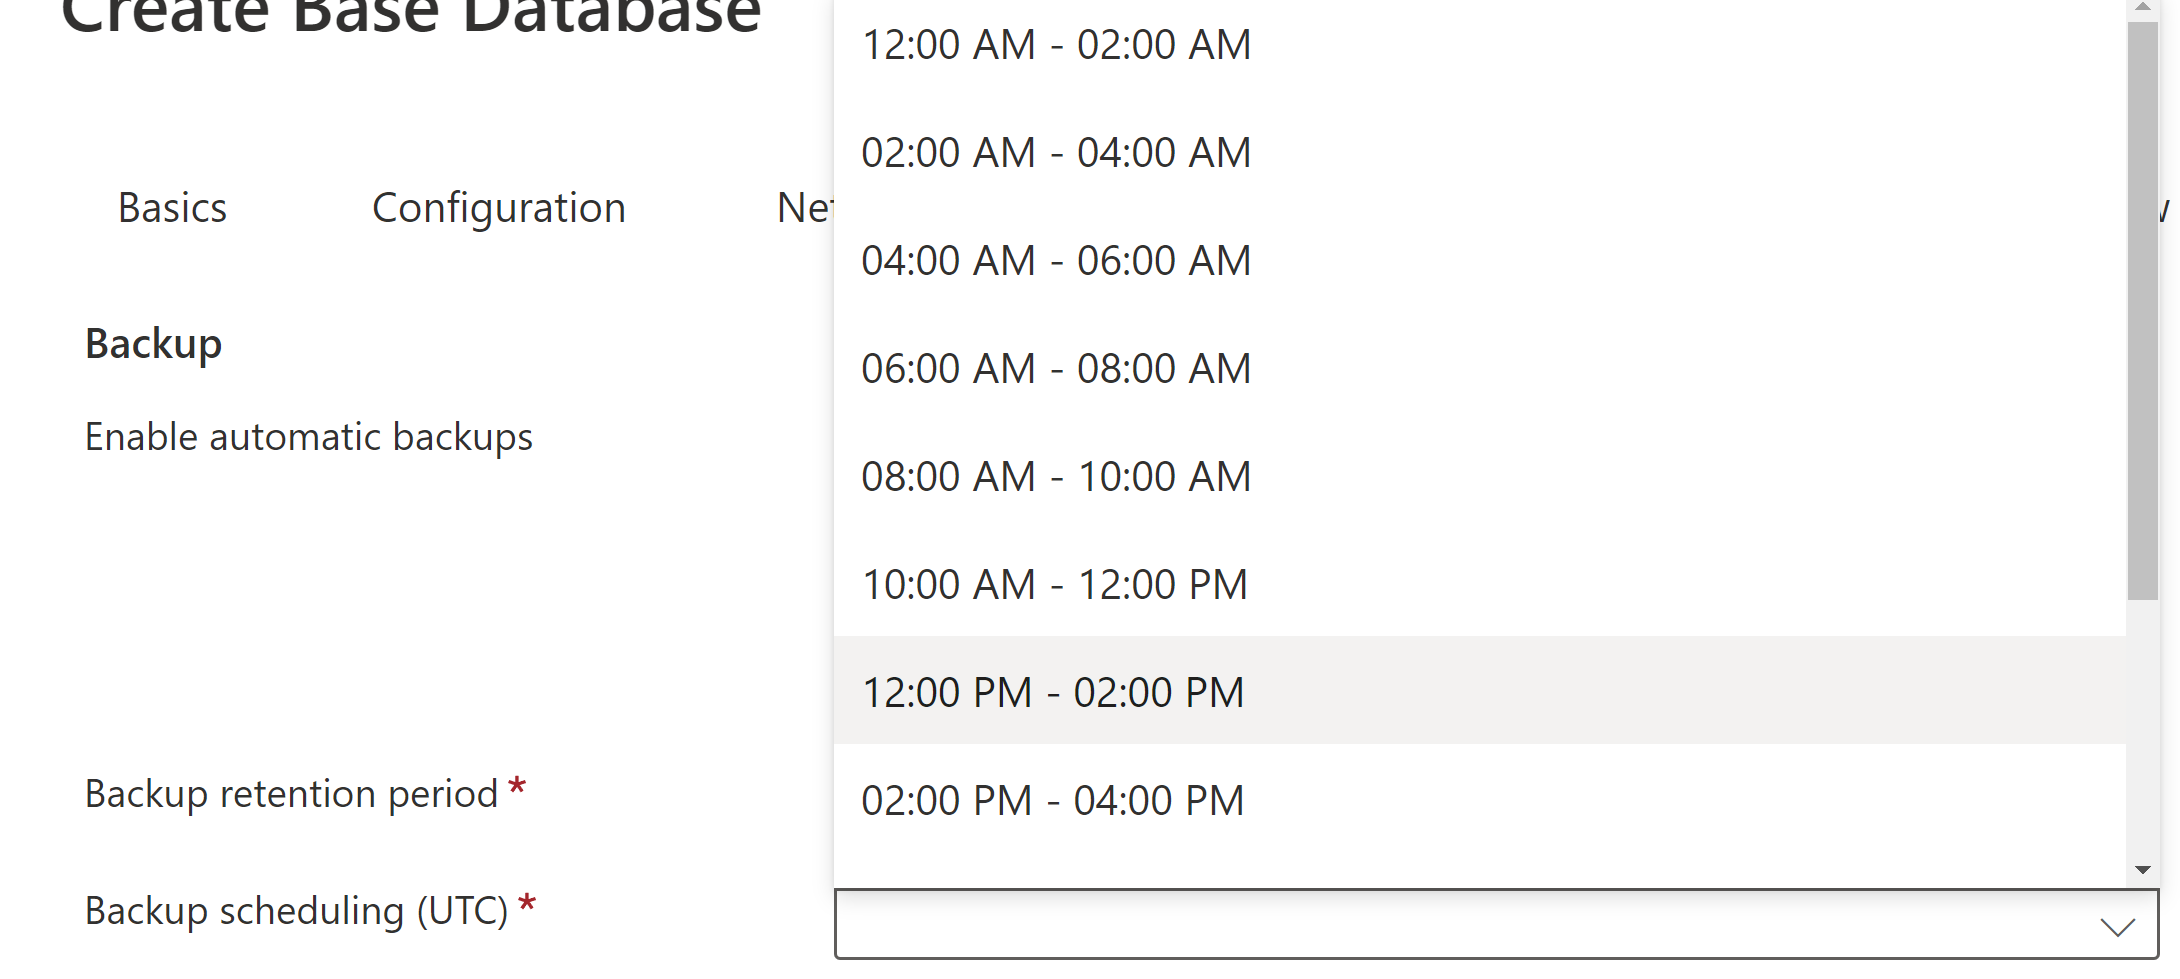 Create Base Database
Basics
Configuration
Backup
Enable automatic backups
Backup retention period *
Backup scheduling (UTC) *
12:00 AM - 02:00 AM
02:00 AM - 04:00 AM
04:00 AM - 06:00 AM
06:00 AM - 08:00 AM
08:00 AM - 10:00 AM
10:00 AM - 12:00 PM
12:00 PM - 02:00 PM
02:00 PM - 04:00 PM